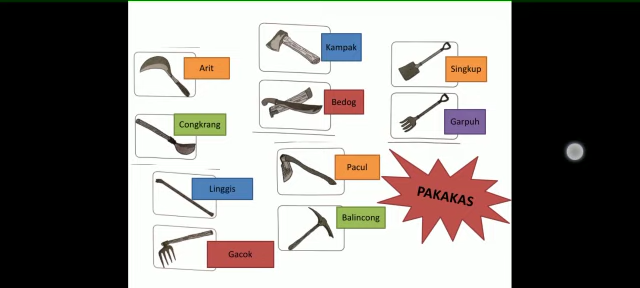 Kampak
Arit
Singkup
Bedog
Congkrang
Garpuh
Pacul
Linggis
PAKAKAS
Balincong
Gacok